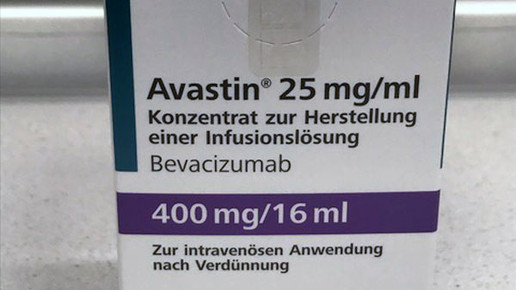 Avastin® 25 mg/ml
Konzentrat zur Herstellung
einer Infusionslösung
Bevacizumab
400 mg/16 ml
Zur intravenösen Anwendung
nach Verdünnung